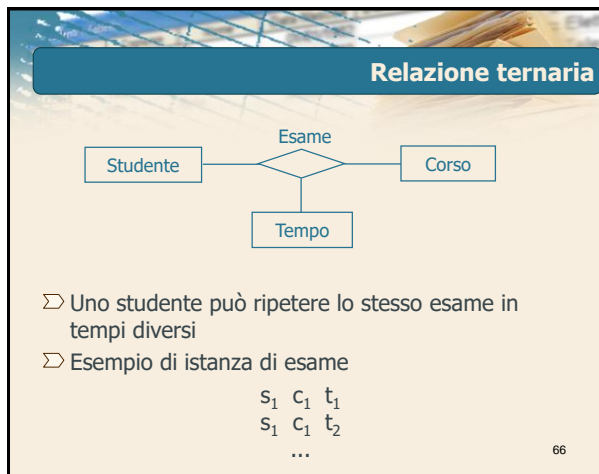 Relazione ternaria
Esame
Studente
Corso
Tempo
Uno studente può ripetere lo stesso esame in
tempi diversi
Esempio di istanza di esame
s₁ c₁ t₁
s₁ c₁ t₂
...
66